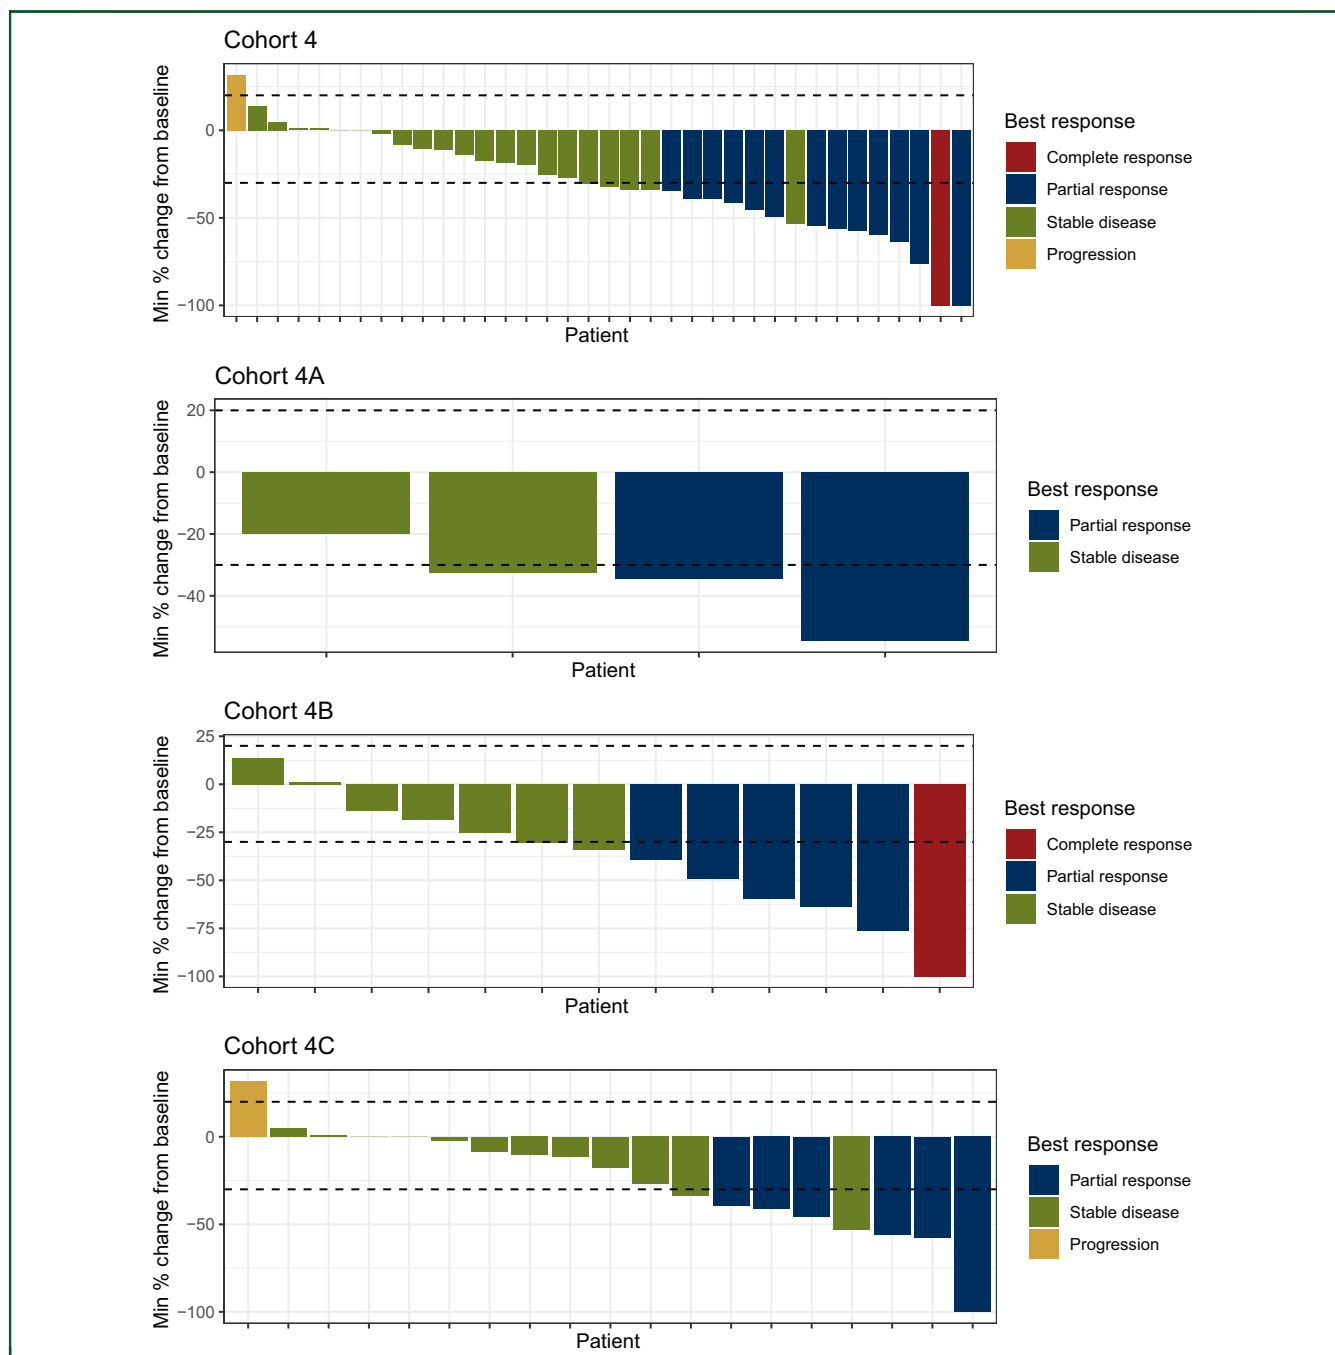 Cohort 4
Min % change from baseline
0
−50
−100
Patient
Best response
Complete response
Partial response
Stable disease
Progression
Cohort 4A
Min % change from baseline
20
0
−20
−40
Patient
Best response
Partial response
Stable disease
Cohort 4B
Min % change from baseline
25
0
−25
−50
−75
−100
Patient
Best response
Complete response
Partial response
Stable disease
Cohort 4C
Min % change from baseline
0
−50
−100
Patient
Best response
Partial response
Stable disease
Progression